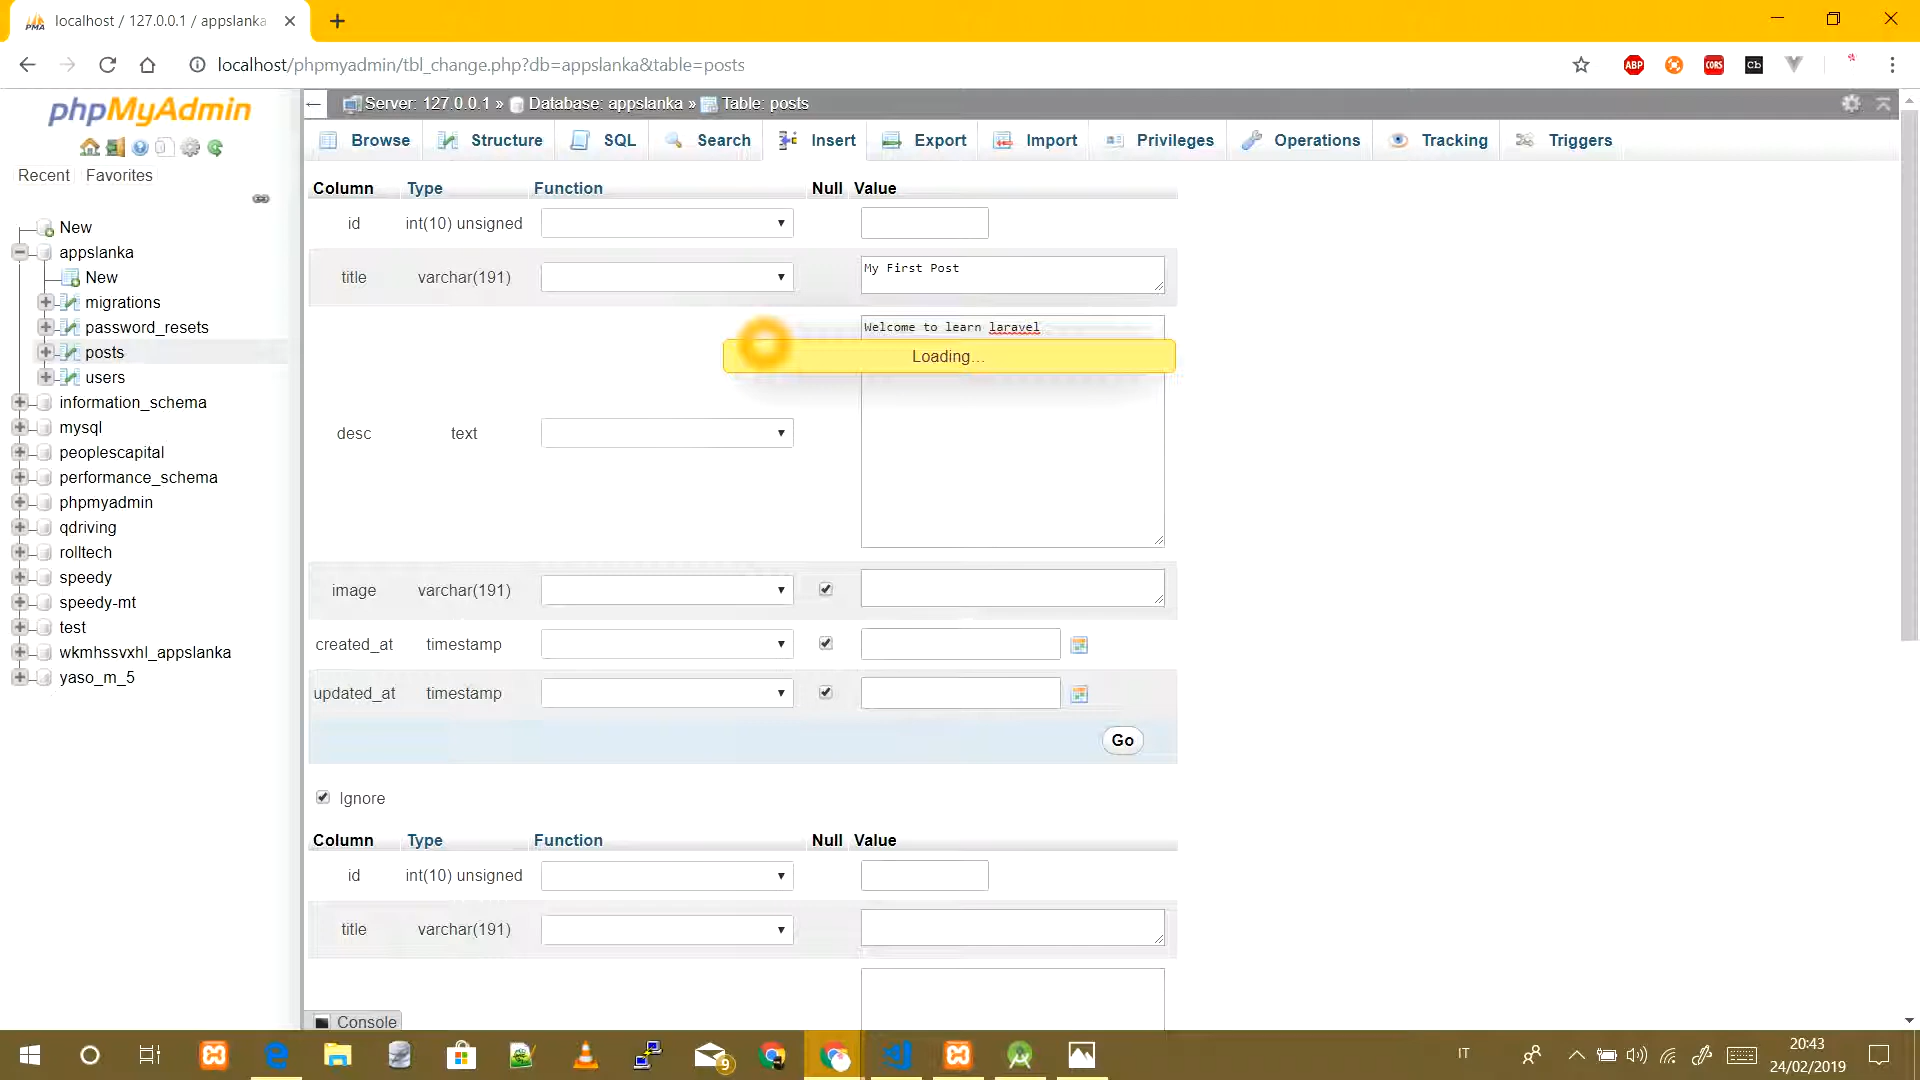 localhost / 127.0.0.1 / appslanka
localhost/phpmyadmin/tbl_change.php?db=appslanka&table=posts
ABP
CORS
Cb
phpMyAdmin
Recent Favorites
New
appslanka
New
migrations
password_resets
posts
users
information_schema
mysql
peoplescapital
performance_schema
phpmyadmin
qdriving
rolltech
speedy
speedy-mt
test
wkmhssvxhl_appslanka
yaso_m_5
Server: 127.0.0.1 » Database: appslanka » Table: posts
Browse Structure SQL Search Insert Export Import Privileges Operations Tracking Triggers
Column Type Function Null Value
id int(10) unsigned
title varchar(191) My First Post
Welcome to learn laravel
Loading...
desc text
image varchar(191)
created_at timestamp
updated_at timestamp
Go
Ignore
Column Type Function Null Value
id int(10) unsigned
title varchar(191)
Console
9
IT
20:43
24/02/2019